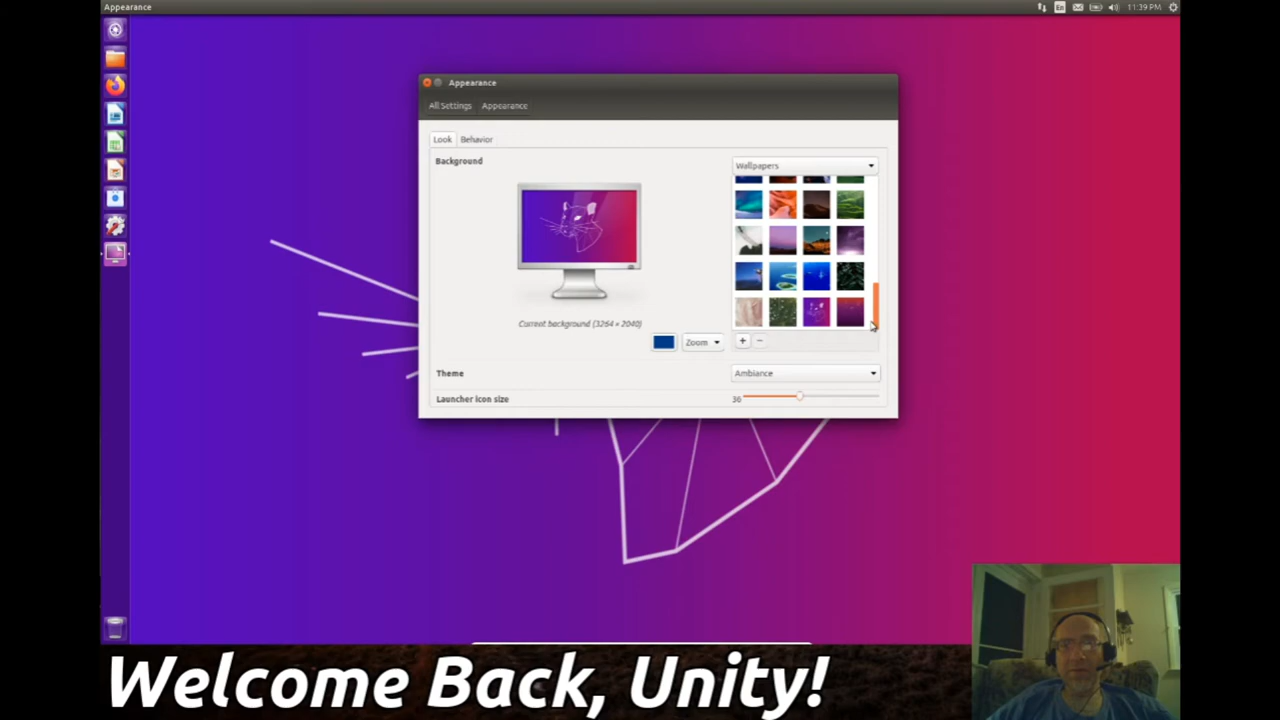 Appearance
En
11:39 PM
Appearance
All Settings
Appearance
Look
Behavior
Background
Wallpapers
Current background (3264 × 2040)
Zoom
+
−
Theme
Ambiance
Launcher icon size
36
Welcome Back, Unity!